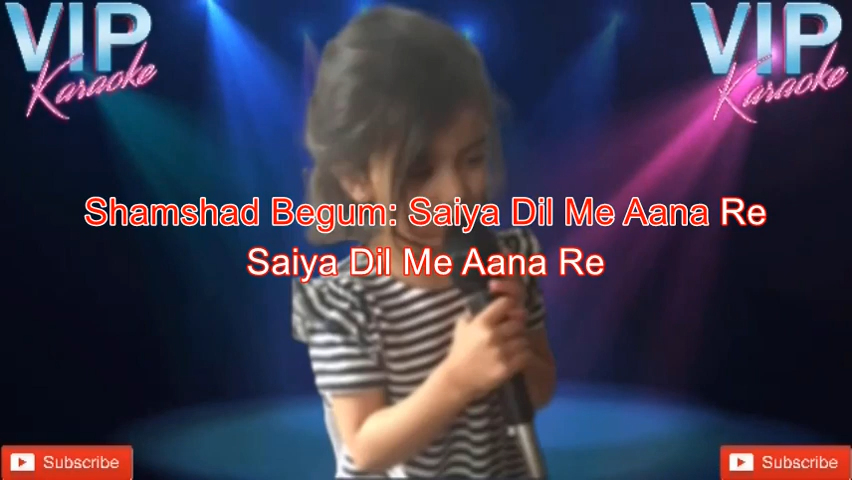 VIP VIP
Karaoke Karaoke
Shamshad Begum: Saiya Dil Me Aana Re
Saiya Dil Me Aana Re
Subscribe Subscribe